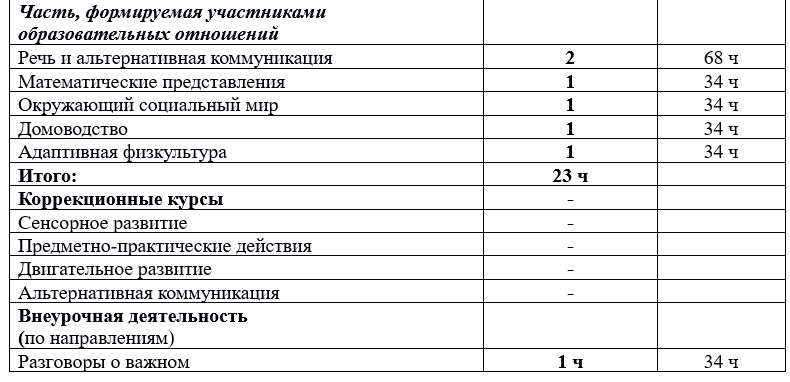 Часть, формируемая участниками
образовательных отношений
Речь и альтернативная коммуникация 2 68 ч
Математические представления 1 34 ч
Окружающий социальный мир 1 34 ч
Домоводство 1 34 ч
Адаптивная физкультура 1 34 ч
Итого: 23 ч
Коррекционные курсы -
Сенсорное развитие -
Предметно-практические действия -
Двигательное развитие -
Альтернативная коммуникация -
Внеурочная деятельность
(по направлениям)
Разговоры о важном 1 ч 34 ч